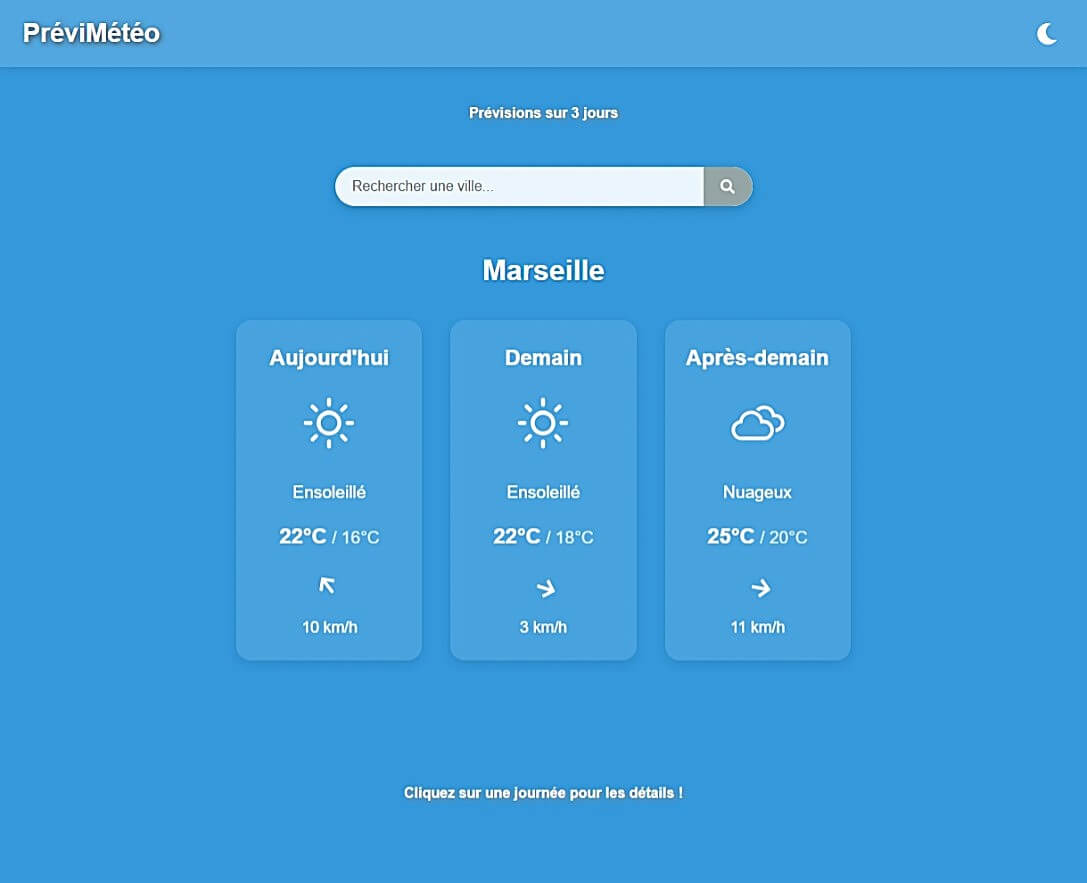 PréviMétéo
Prévisions sur 3 jours
Rechercher une ville...
Marseille
Aujourd'hui
Ensoleillé
22°C / 16°C
10 km/h
Demain
Ensoleillé
22°C / 18°C
3 km/h
Après-demain
Nuageux
25°C / 20°C
11 km/h
Cliquez sur une journée pour les détails !